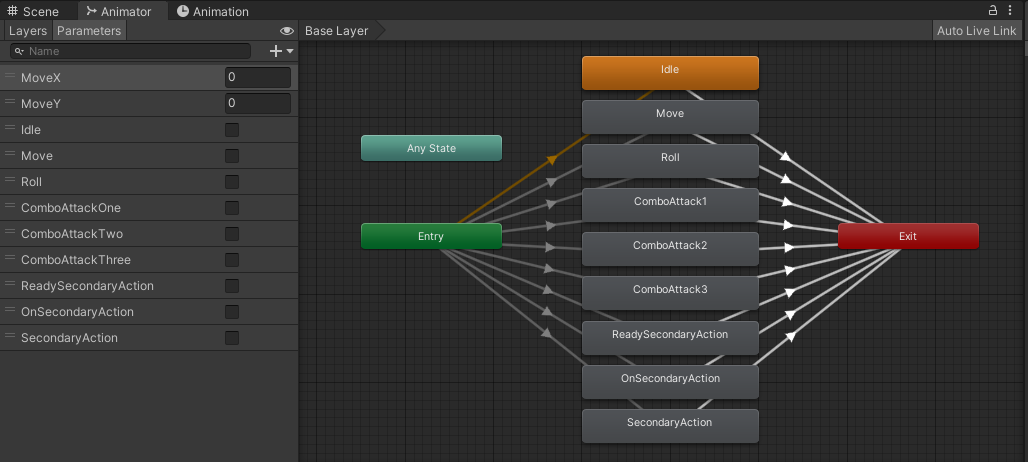 Scene
Animator
Animation
Layers
Parameters
Base Layer
Auto Live Link
Name
MoveX
0
MoveY
0
Idle
Move
Roll
ComboAttackOne
ComboAttackTwo
ComboAttackThree
ReadySecondaryAction
OnSecondaryAction
SecondaryAction
Any State
Entry
Idle
Move
Roll
ComboAttack1
ComboAttack2
ComboAttack3
ReadySecondaryAction
OnSecondaryAction
SecondaryAction
Exit